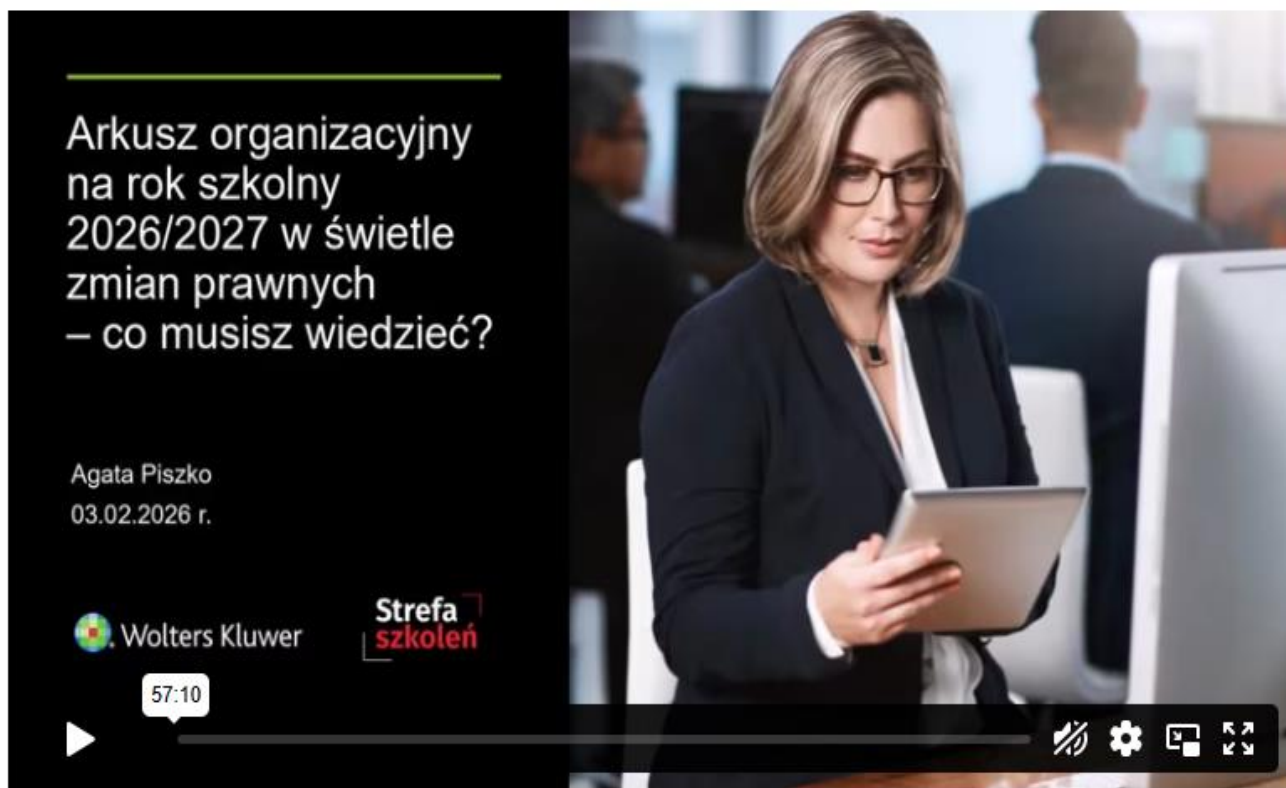 Arkusz organizacyjny
na rok szkolny
2026/2027 w świetle
zmian prawnych
– co musisz wiedzieć?
Agata Piszko
03.02.2026 r.
Wolters Kluwer
Strefa
szkoleń
57:10